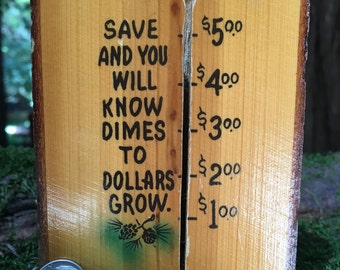 SAVE
AND YOU
WILL
KNOW
DIMES
TO
DOLLARS
GROW.
$5.00
$4.00
$3.00
$2.00
$1.00